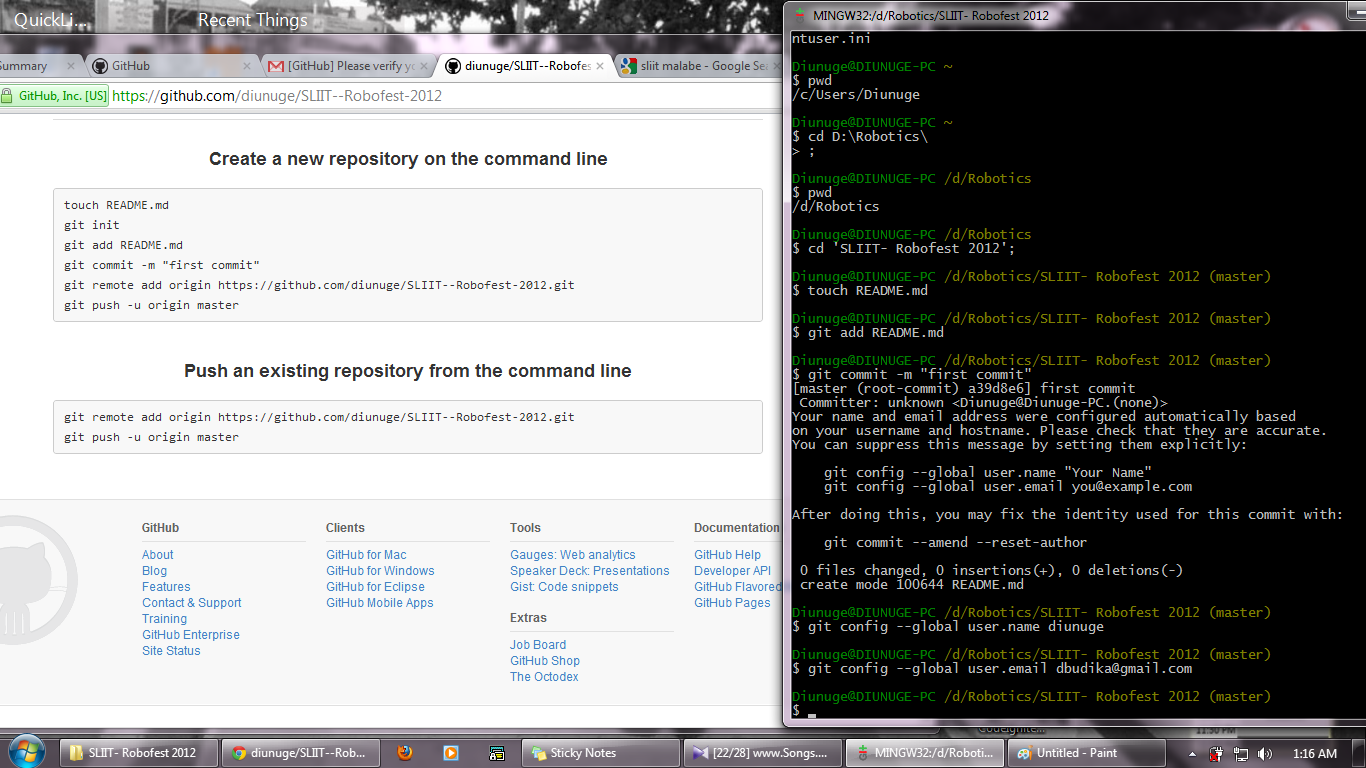 QuickLi... Recent Things
Summary
GitHub
[GitHub] Please verify yo
diunuge/SLIIT--Robofes
sliit malabe - Google Sea
GitHub, Inc. [US] https://github.com/diunuge/SLIIT--Robofest-2012
Create a new repository on the command line
touch README.md
git init
git add README.md
git commit -m "first commit"
git remote add origin https://github.com/diunuge/SLIIT--Robofest-2012.git
git push -u origin master
Push an existing repository from the command line
git remote add origin https://github.com/diunuge/SLIIT--Robofest-2012.git
git push -u origin master
GitHub
About
Blog
Features
Contact & Support
Training
GitHub Enterprise
Site Status
Clients
GitHub for Mac
GitHub for Windows
GitHub for Eclipse
GitHub Mobile Apps
Tools
Gauges: Web analytics
Speaker Deck: Presentations
Gist: Code snippets
Extras
Job Board
GitHub Shop
The Octodex
Documentation
GitHub Help
Developer API
GitHub Flavored
GitHub Pages
MINGW32:/d/Robotics/SLIIT- Robofest 2012
ntuser.ini
Diunuge@DIUNUGE-PC ~
$ pwd
/c/Users/Diunuge
Diunuge@DIUNUGE-PC ~
$ cd D:\Robotics\
> ;
Diunuge@DIUNUGE-PC /d/Robotics
$ pwd
/d/Robotics
Diunuge@DIUNUGE-PC /d/Robotics
$ cd 'SLIIT- Robofest 2012';
Diunuge@DIUNUGE-PC /d/Robotics/SLIIT- Robofest 2012 (master)
$ touch README.md
Diunuge@DIUNUGE-PC /d/Robotics/SLIIT- Robofest 2012 (master)
$ git add README.md
Diunuge@DIUNUGE-PC /d/Robotics/SLIIT- Robofest 2012 (master)
$ git commit -m "first commit"
[master (root-commit) a39d8e6] first commit
Committer: unknown <Diunuge@Diunuge-PC.(none)>
Your name and email address were configured automatically based
on your username and hostname. Please check that they are accurate.
You can suppress this message by setting them explicitly:
git config --global user.name "Your Name"
git config --global user.email you@example.com
After doing this, you may fix the identity used for this commit with:
git commit --amend --reset-author
0 files changed, 0 insertions(+), 0 deletions(-)
create mode 100644 README.md
Diunuge@DIUNUGE-PC /d/Robotics/SLIIT- Robofest 2012 (master)
$ git config --global user.name diunuge
Diunuge@DIUNUGE-PC /d/Robotics/SLIIT- Robofest 2012 (master)
$ git config --global user.email dbudika@gmail.com
Diunuge@DIUNUGE-PC /d/Robotics/SLIIT- Robofest 2012 (master)
$
SLIIT- Robofest 2012
diunuge/SLIIT--Rob...
Sticky Notes
[22/28] www.Songs....
MINGW32:/d/Roboti...
Untitled - Paint
1:16 AM